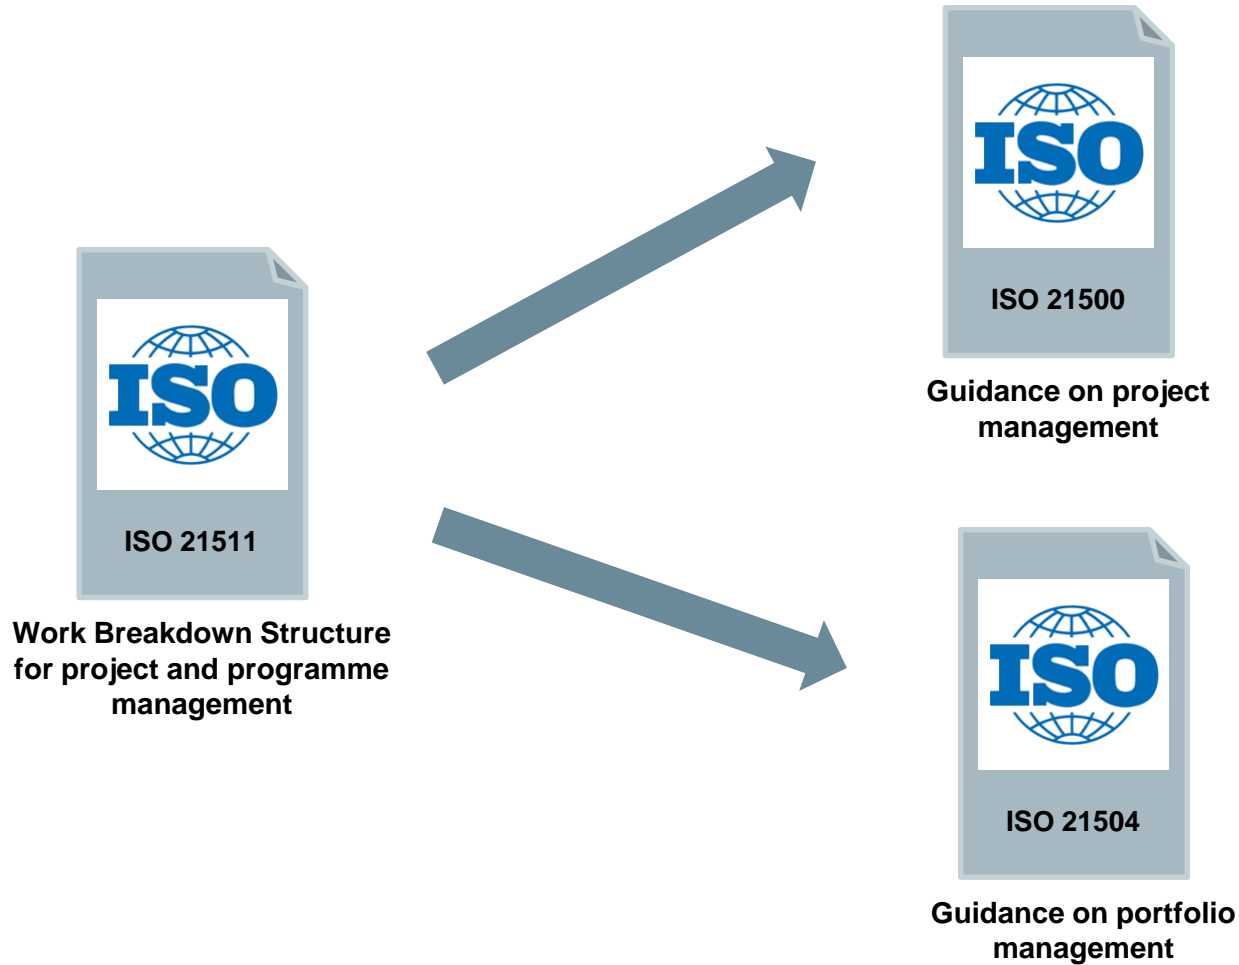 ISO
ISO 21511
Work Breakdown Structure
for project and programme
management
ISO
ISO 21500
Guidance on project
management
ISO
ISO 21504
Guidance on portfolio
management